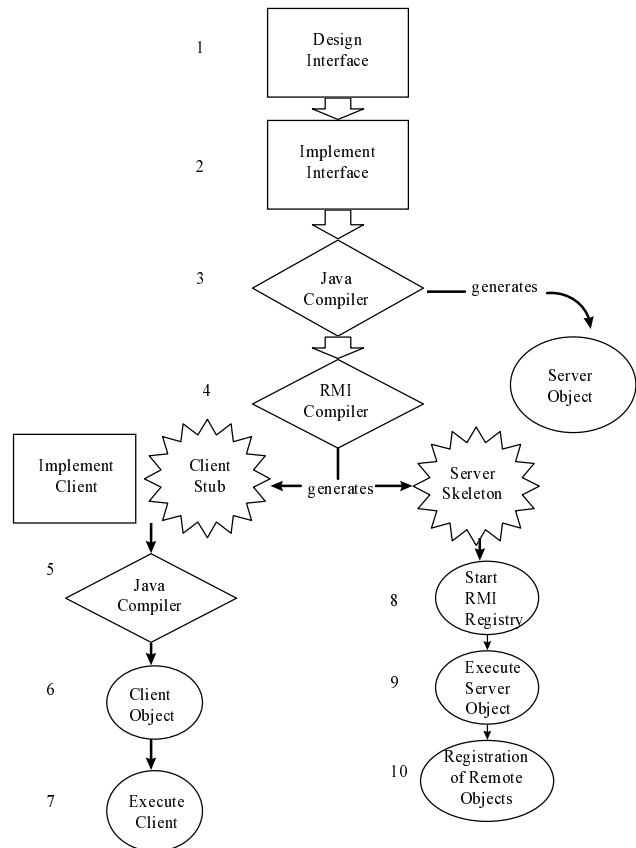 1
Design
Interface
2
Implement
Interface
3
Java
Compiler
generates
Server
Object
4
RMI
Compiler
Implement
Client
Client
Stub
generates
Server
Skeleton
5
Java
Compiler
8
Start
RMI
Registry
6
Client
Object
9
Execute
Server
Object
7
Execute
Client
10
Registration
of Remote
Objects